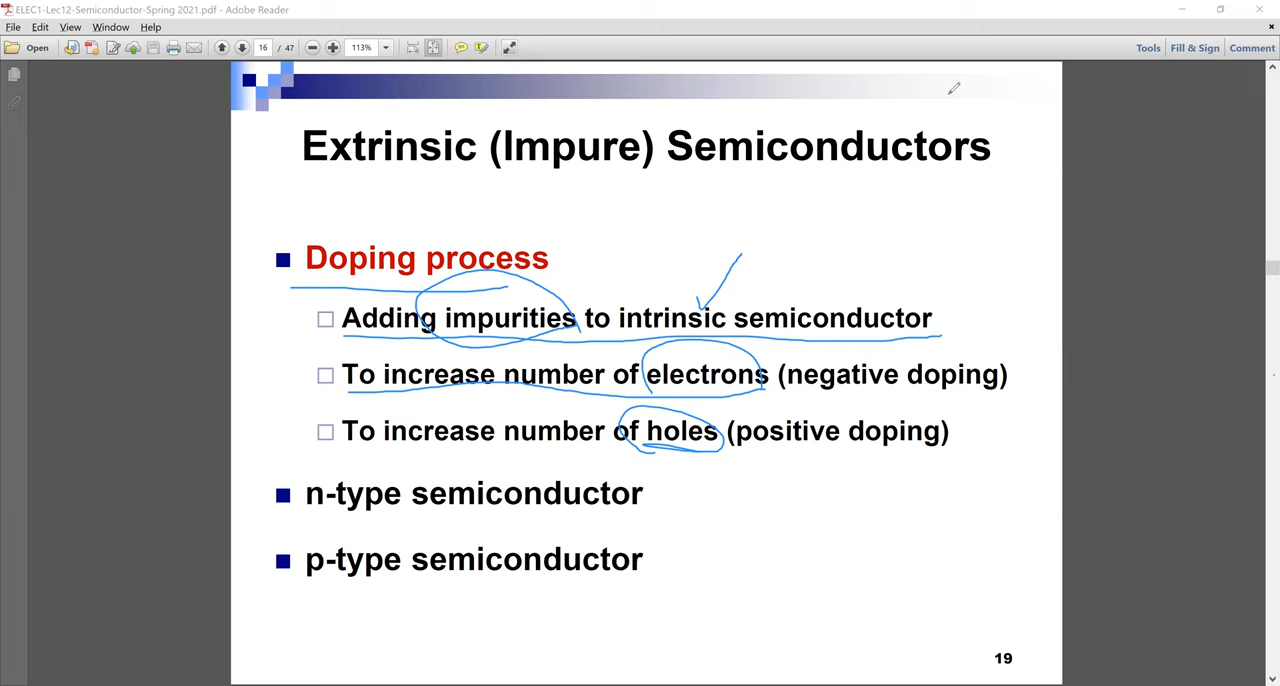 ELEC1-Lec12-Semiconductor-Spring 2021.pdf - Adobe Reader
File Edit View Window Help
Open 16 / 47 113% Tools Fill & Sign Comment
Extrinsic (Impure) Semiconductors
Doping process
Adding impurities to intrinsic semiconductor
To increase number of electrons (negative doping)
To increase number of holes (positive doping)
n-type semiconductor
p-type semiconductor
19